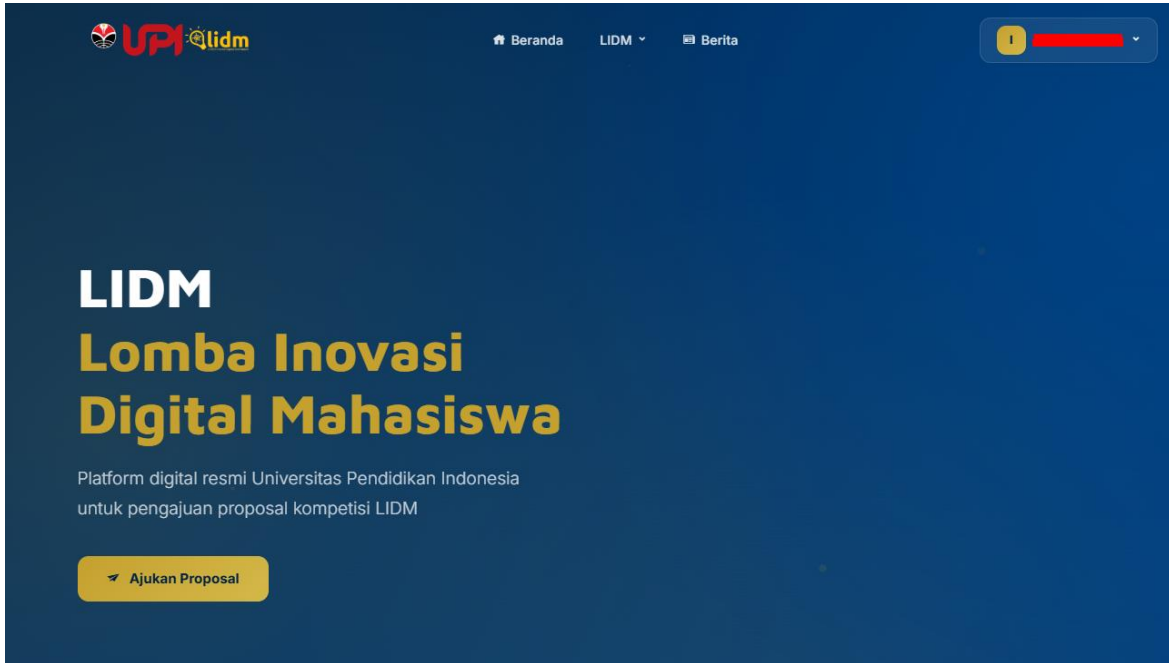 UPI lidm
Beranda
LIDM
Berita
I
LIDM
Lomba Inovasi
Digital Mahasiswa
Platform digital resmi Universitas Pendidikan Indonesia
untuk pengajuan proposal kompetisi LIDM
Ajukan Proposal